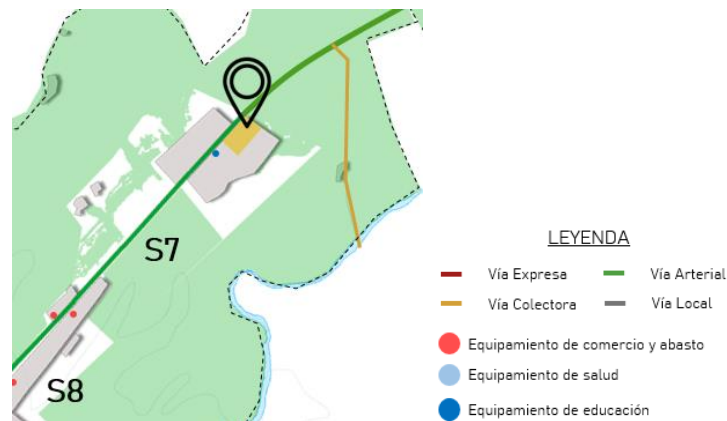 S7
S8
LEYENDA
Vía Expresa
Vía Arterial
Vía Colectora
Vía Local
Equipamiento de comercio y abasto
Equipamiento de salud
Equipamiento de educación